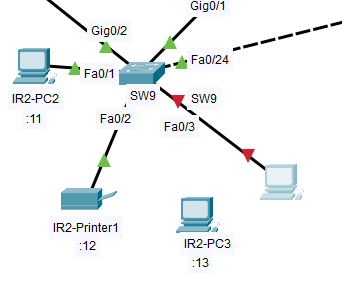 Gig0/1
Gig0/2
Fa0/24
Fa0/1
SW9
SW9
IR2-PC2
:11
Fa0/2
Fa0/3
IR2-Printer1
:12
IR2-PC3
:13